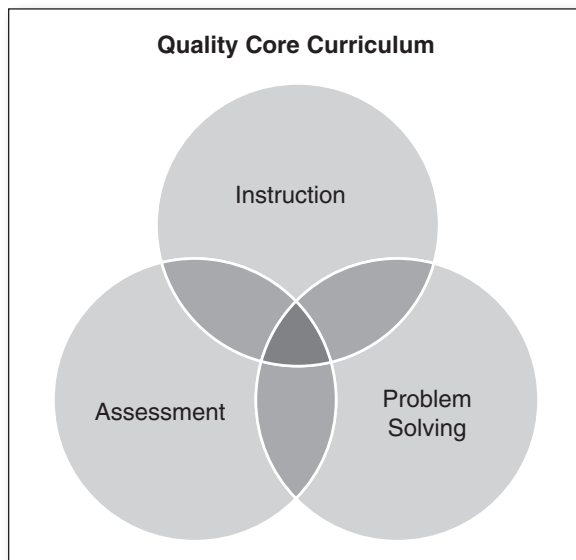 Quality Core Curriculum
Instruction
Assessment
Problem
Solving